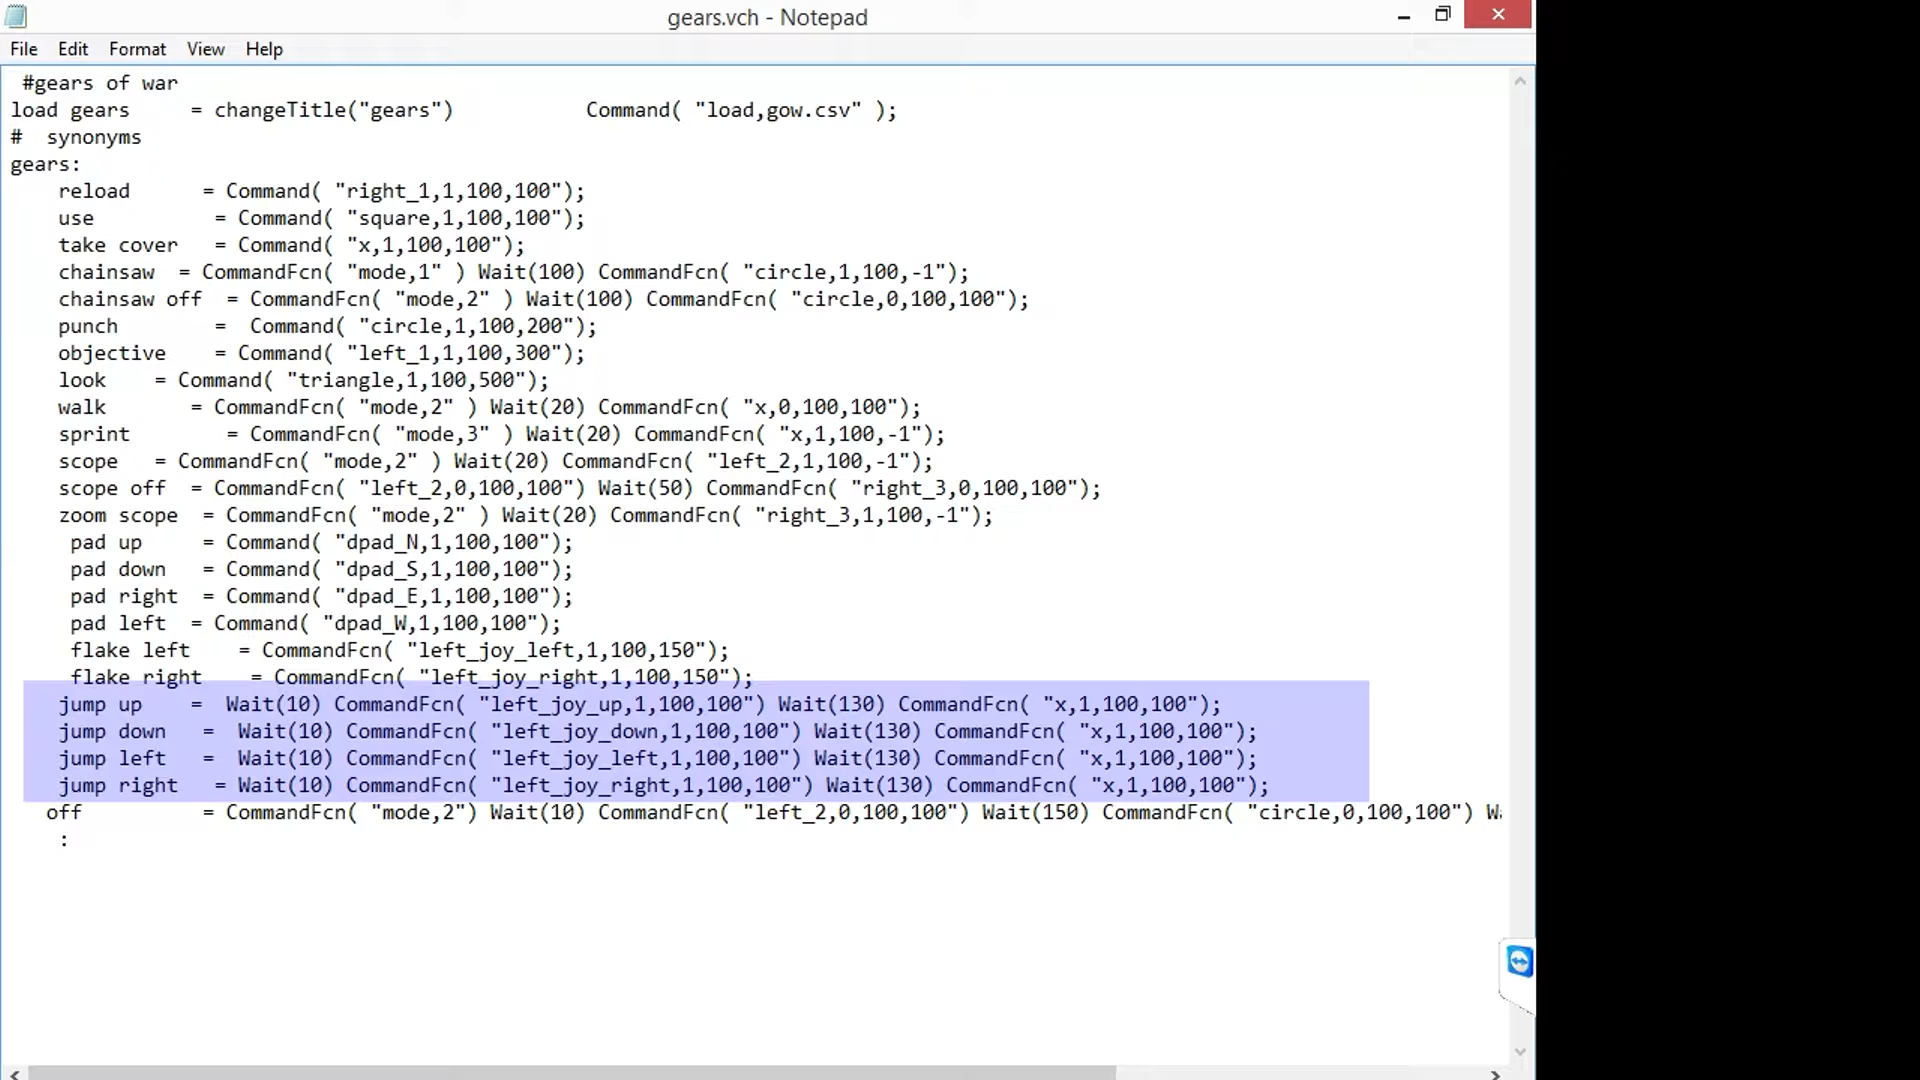 gears.vch - Notepad
File Edit Format View Help
#gears of war
load gears = changeTitle("gears") Command( "load,gow.csv" );
# synonyms
gears:
reload = Command( "right_1,1,100,100");
use = Command( "square,1,100,100");
take cover = Command( "x,1,100,100");
chainsaw = CommandFcn( "mode,1" ) Wait(100) CommandFcn( "circle,1,100,-1");
chainsaw off = CommandFcn( "mode,2" ) Wait(100) CommandFcn( "circle,0,100,100");
punch = Command( "circle,1,100,200");
objective = Command( "left_1,1,100,300");
look = Command( "triangle,1,100,500");
walk = CommandFcn( "mode,2" ) Wait(20) CommandFcn( "x,0,100,100");
sprint = CommandFcn( "mode,3" ) Wait(20) CommandFcn( "x,1,100,-1");
scope = CommandFcn( "mode,2" ) Wait(20) CommandFcn( "left_2,1,100,-1");
scope off = CommandFcn( "left_2,0,100,100") Wait(50) CommandFcn( "right_3,0,100,100");
zoom scope = CommandFcn( "mode,2" ) Wait(20) CommandFcn( "right_3,1,100,-1");
pad up = Command( "dpad_N,1,100,100");
pad down = Command( "dpad_S,1,100,100");
pad right = Command( "dpad_E,1,100,100");
pad left = Command( "dpad_W,1,100,100");
flake left = CommandFcn( "left_joy_left,1,100,150");
flake right = CommandFcn( "left_joy_right,1,100,150");
jump up = Wait(10) CommandFcn( "left_joy_up,1,100,100") Wait(130) CommandFcn( "x,1,100,100");
jump down = Wait(10) CommandFcn( "left_joy_down,1,100,100") Wait(130) CommandFcn( "x,1,100,100");
jump left = Wait(10) CommandFcn( "left_joy_left,1,100,100") Wait(130) CommandFcn( "x,1,100,100");
jump right = Wait(10) CommandFcn( "left_joy_right,1,100,100") Wait(130) CommandFcn( "x,1,100,100");
off = CommandFcn( "mode,2") Wait(10) CommandFcn( "left_2,0,100,100") Wait(150) CommandFcn( "circle,0,100,100")
: